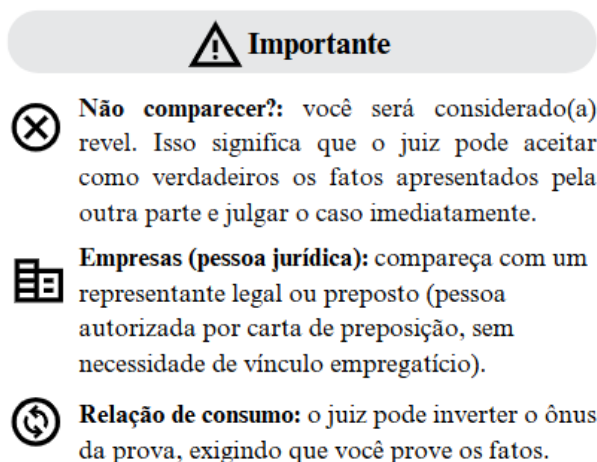 Importante
Não comparecer?: você será considerado(a)
revel. Isso significa que o juiz pode aceitar
como verdadeiros os fatos apresentados pela
outra parte e julgar o caso imediatamente.
Empresas (pessoa jurídica): compareça com um
representante legal ou preposto (pessoa
autorizada por carta de preposição, sem
necessidade de vínculo empregatício).
Relação de consumo: o juiz pode inverter o ônus
da prova, exigindo que você prove os fatos.